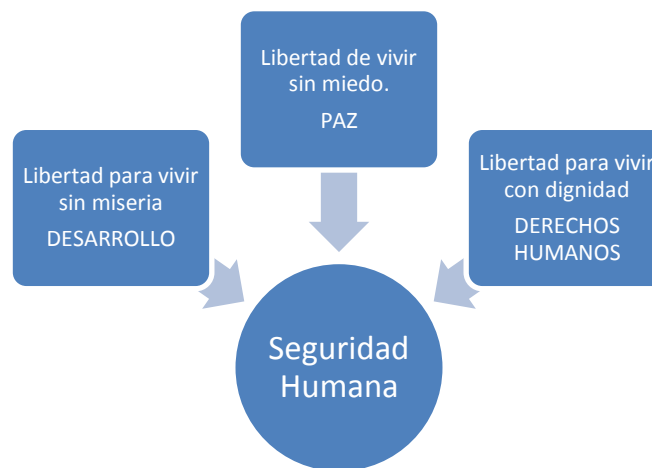 Libertad de vivir
sin miedo.
PAZ
Libertad para vivir
sin miseria
DESARROLLO
Libertad para vivir
con dignidad
DERECHOS
HUMANOS
Seguridad
Humana